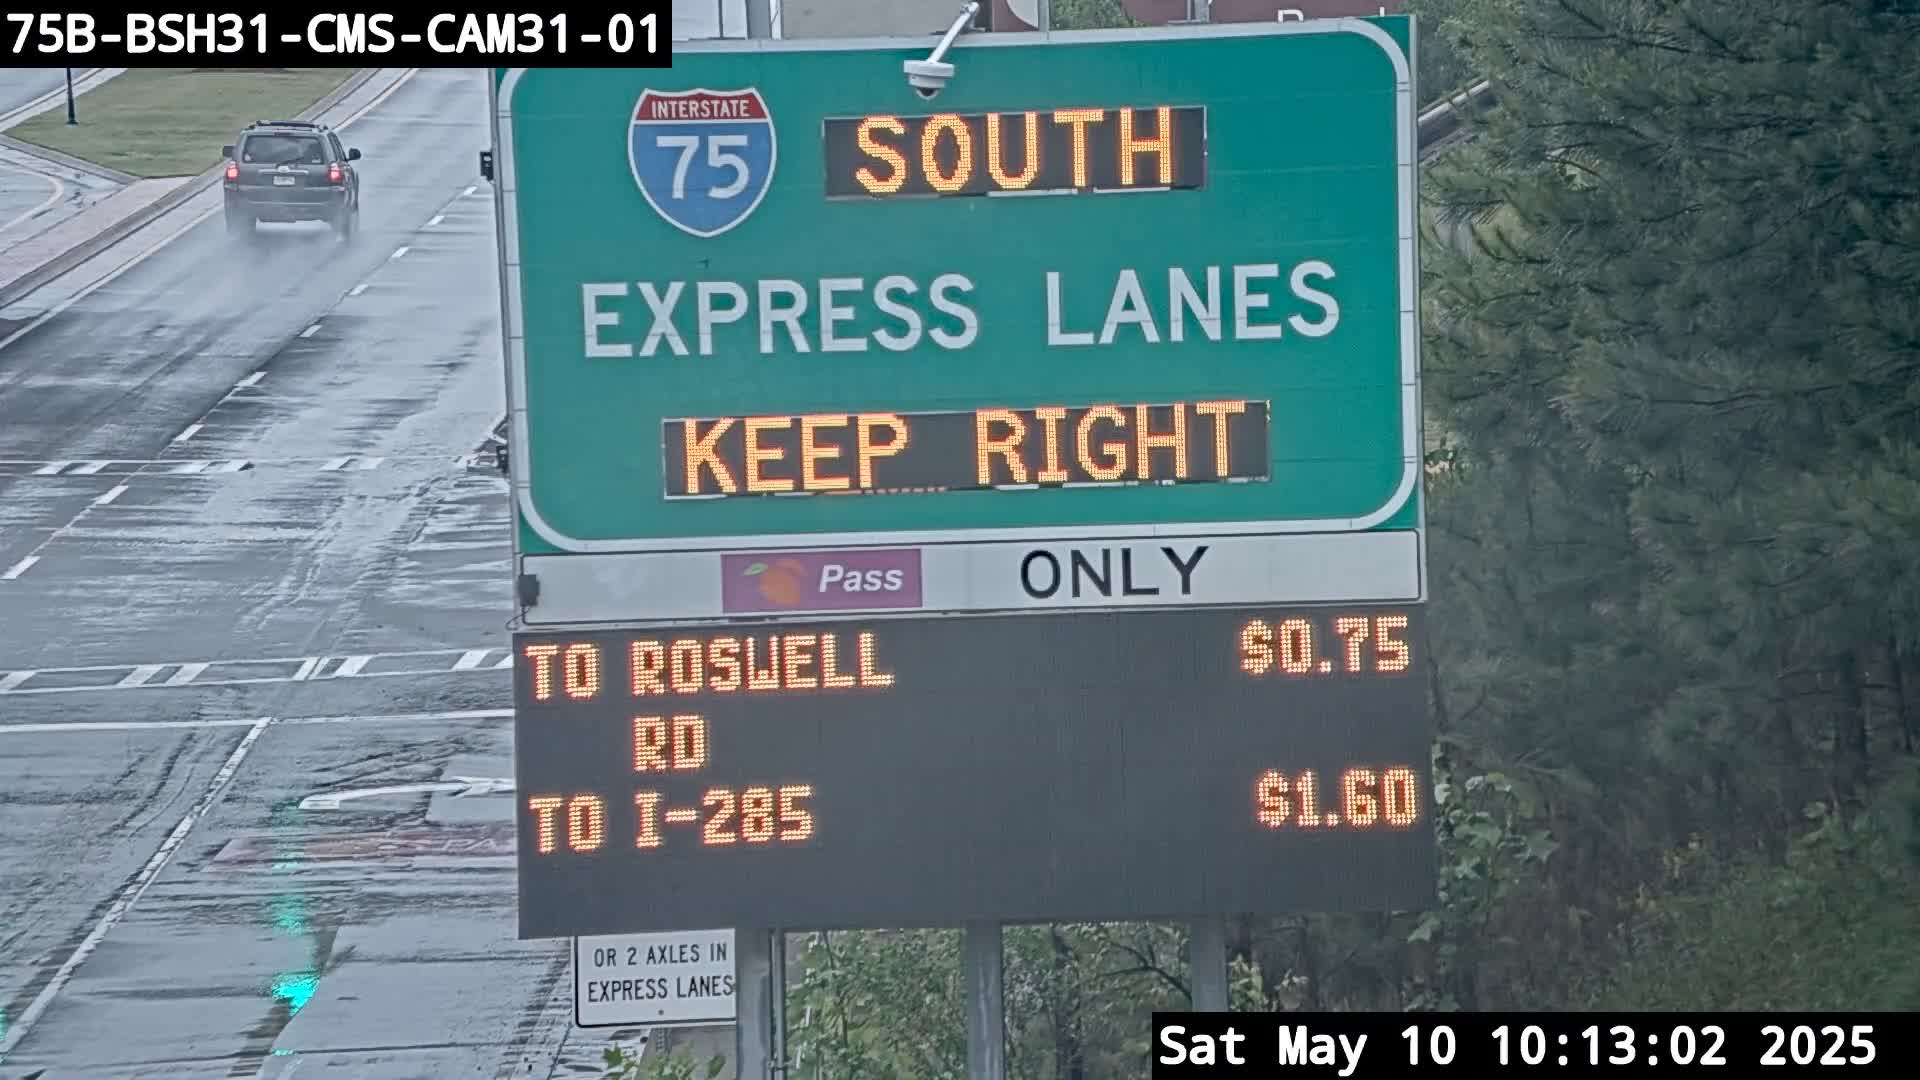 75B-BSH31-CMS-CAM31-01
INTERSTATE
75
SOUTH
EXPRESS LANES
KEEP RIGHT
Pass
ONLY
TO ROSWELL $0.75
RD
TO I-285 $1.60
OR 2 AXLES IN
EXPRESS LANES
Sat May 10 10:13:02 2025